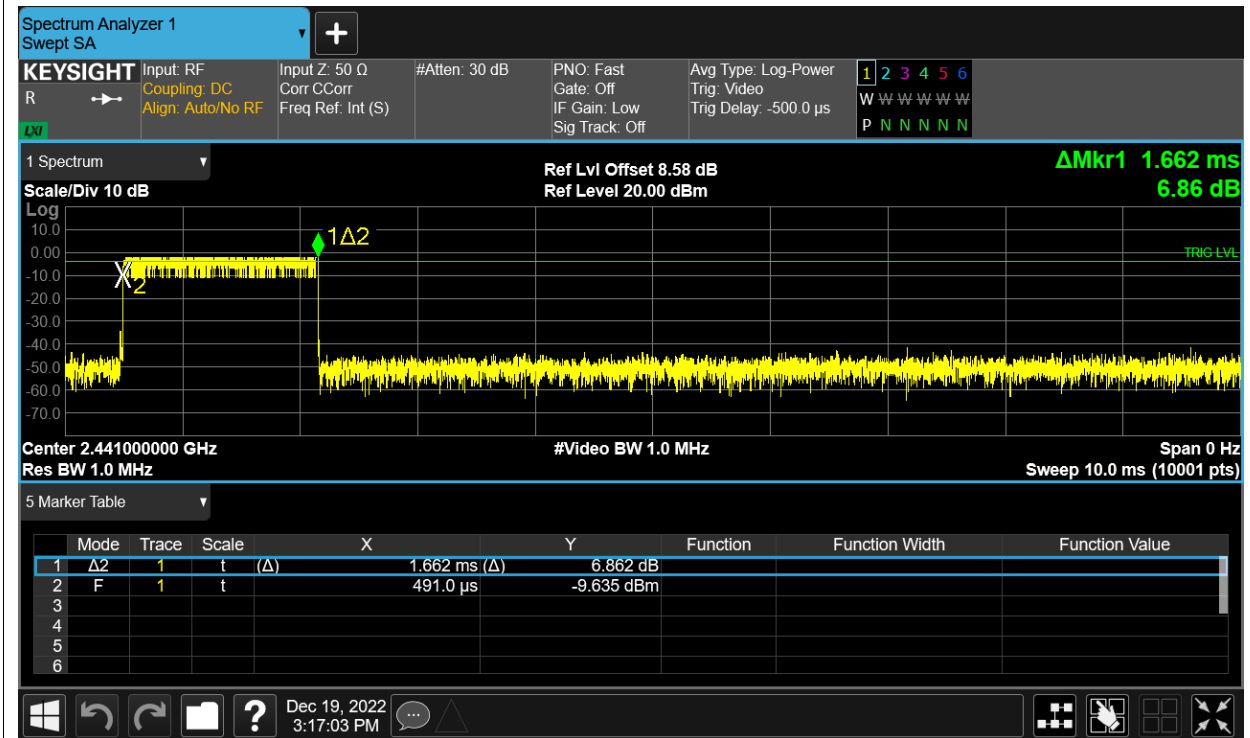 Spectrum Analyzer 1
Swept SA
+
KEYSIGHT Input: RF Input Z: 50 Ω #Atten: 30 dB PNO: Fast Avg Type: Log-Power 1 2 3 4 5 6
R Coupling: DC Corr CCorr Gate: Off Trig: Video W W W W W W
Align: Auto/No RF Freq Ref: Int (S) IF Gain: Low Trig Delay: -500.0 µs P N N N N N
LXI Sig Track: Off
1 Spectrum Ref Lvl Offset 8.58 dB ΔMkr1 1.662 ms
Scale/Div 10 dB Ref Level 20.00 dBm 6.86 dB
Log
10.0 1Δ2
0.00 TRIG LVL
-10.0 X2
-20.0
-30.0
-40.0
-50.0
-60.0
-70.0
Center 2.441000000 GHz #Video BW 1.0 MHz Span 0 Hz
Res BW 1.0 MHz Sweep 10.0 ms (10001 pts)
5 Marker Table
Mode Trace Scale X Y Function Function Width Function Value
1 Δ2 1 t (Δ) 1.662 ms (Δ) 6.862 dB
2 F 1 t 491.0 µs -9.635 dBm
3
4
5
6
? Dec 19, 2022
3:17:03 PM